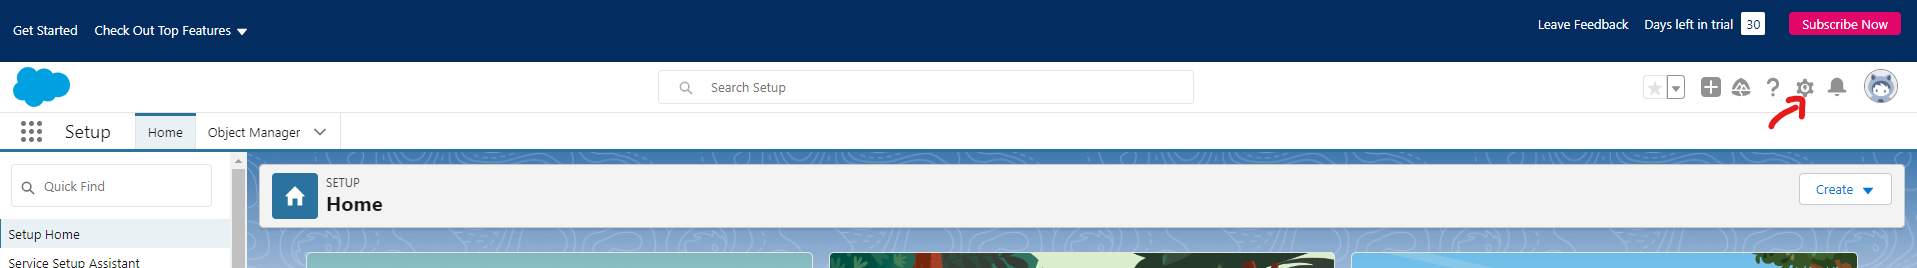 Get Started Check Out Top Features
Leave Feedback Days left in trial 30 Subscribe Now
Search Setup
Setup Home Object Manager
Quick Find
SETUP
Home
Create
Setup Home
Service Setup Assistant